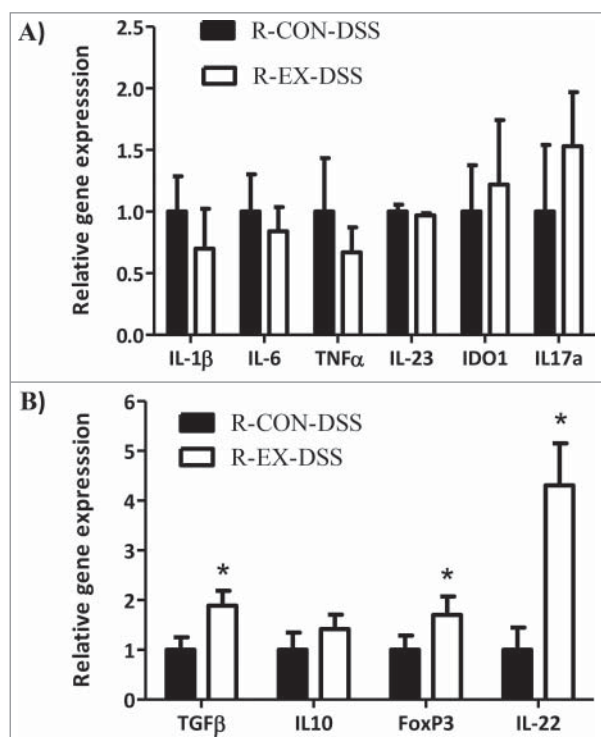 A)
R-CON-DSS
R-EX-DSS
Relative gene expresssion
2.5
2.0
1.5
1.0
0.5
0.0
IL-1β IL-6 TNFα IL-23 IDO1 IL17a
B)
R-CON-DSS
R-EX-DSS
Relative gene expresssion
6
5
4
3
2
1
0
* * *
TGFβ IL10 FoxP3 IL-22